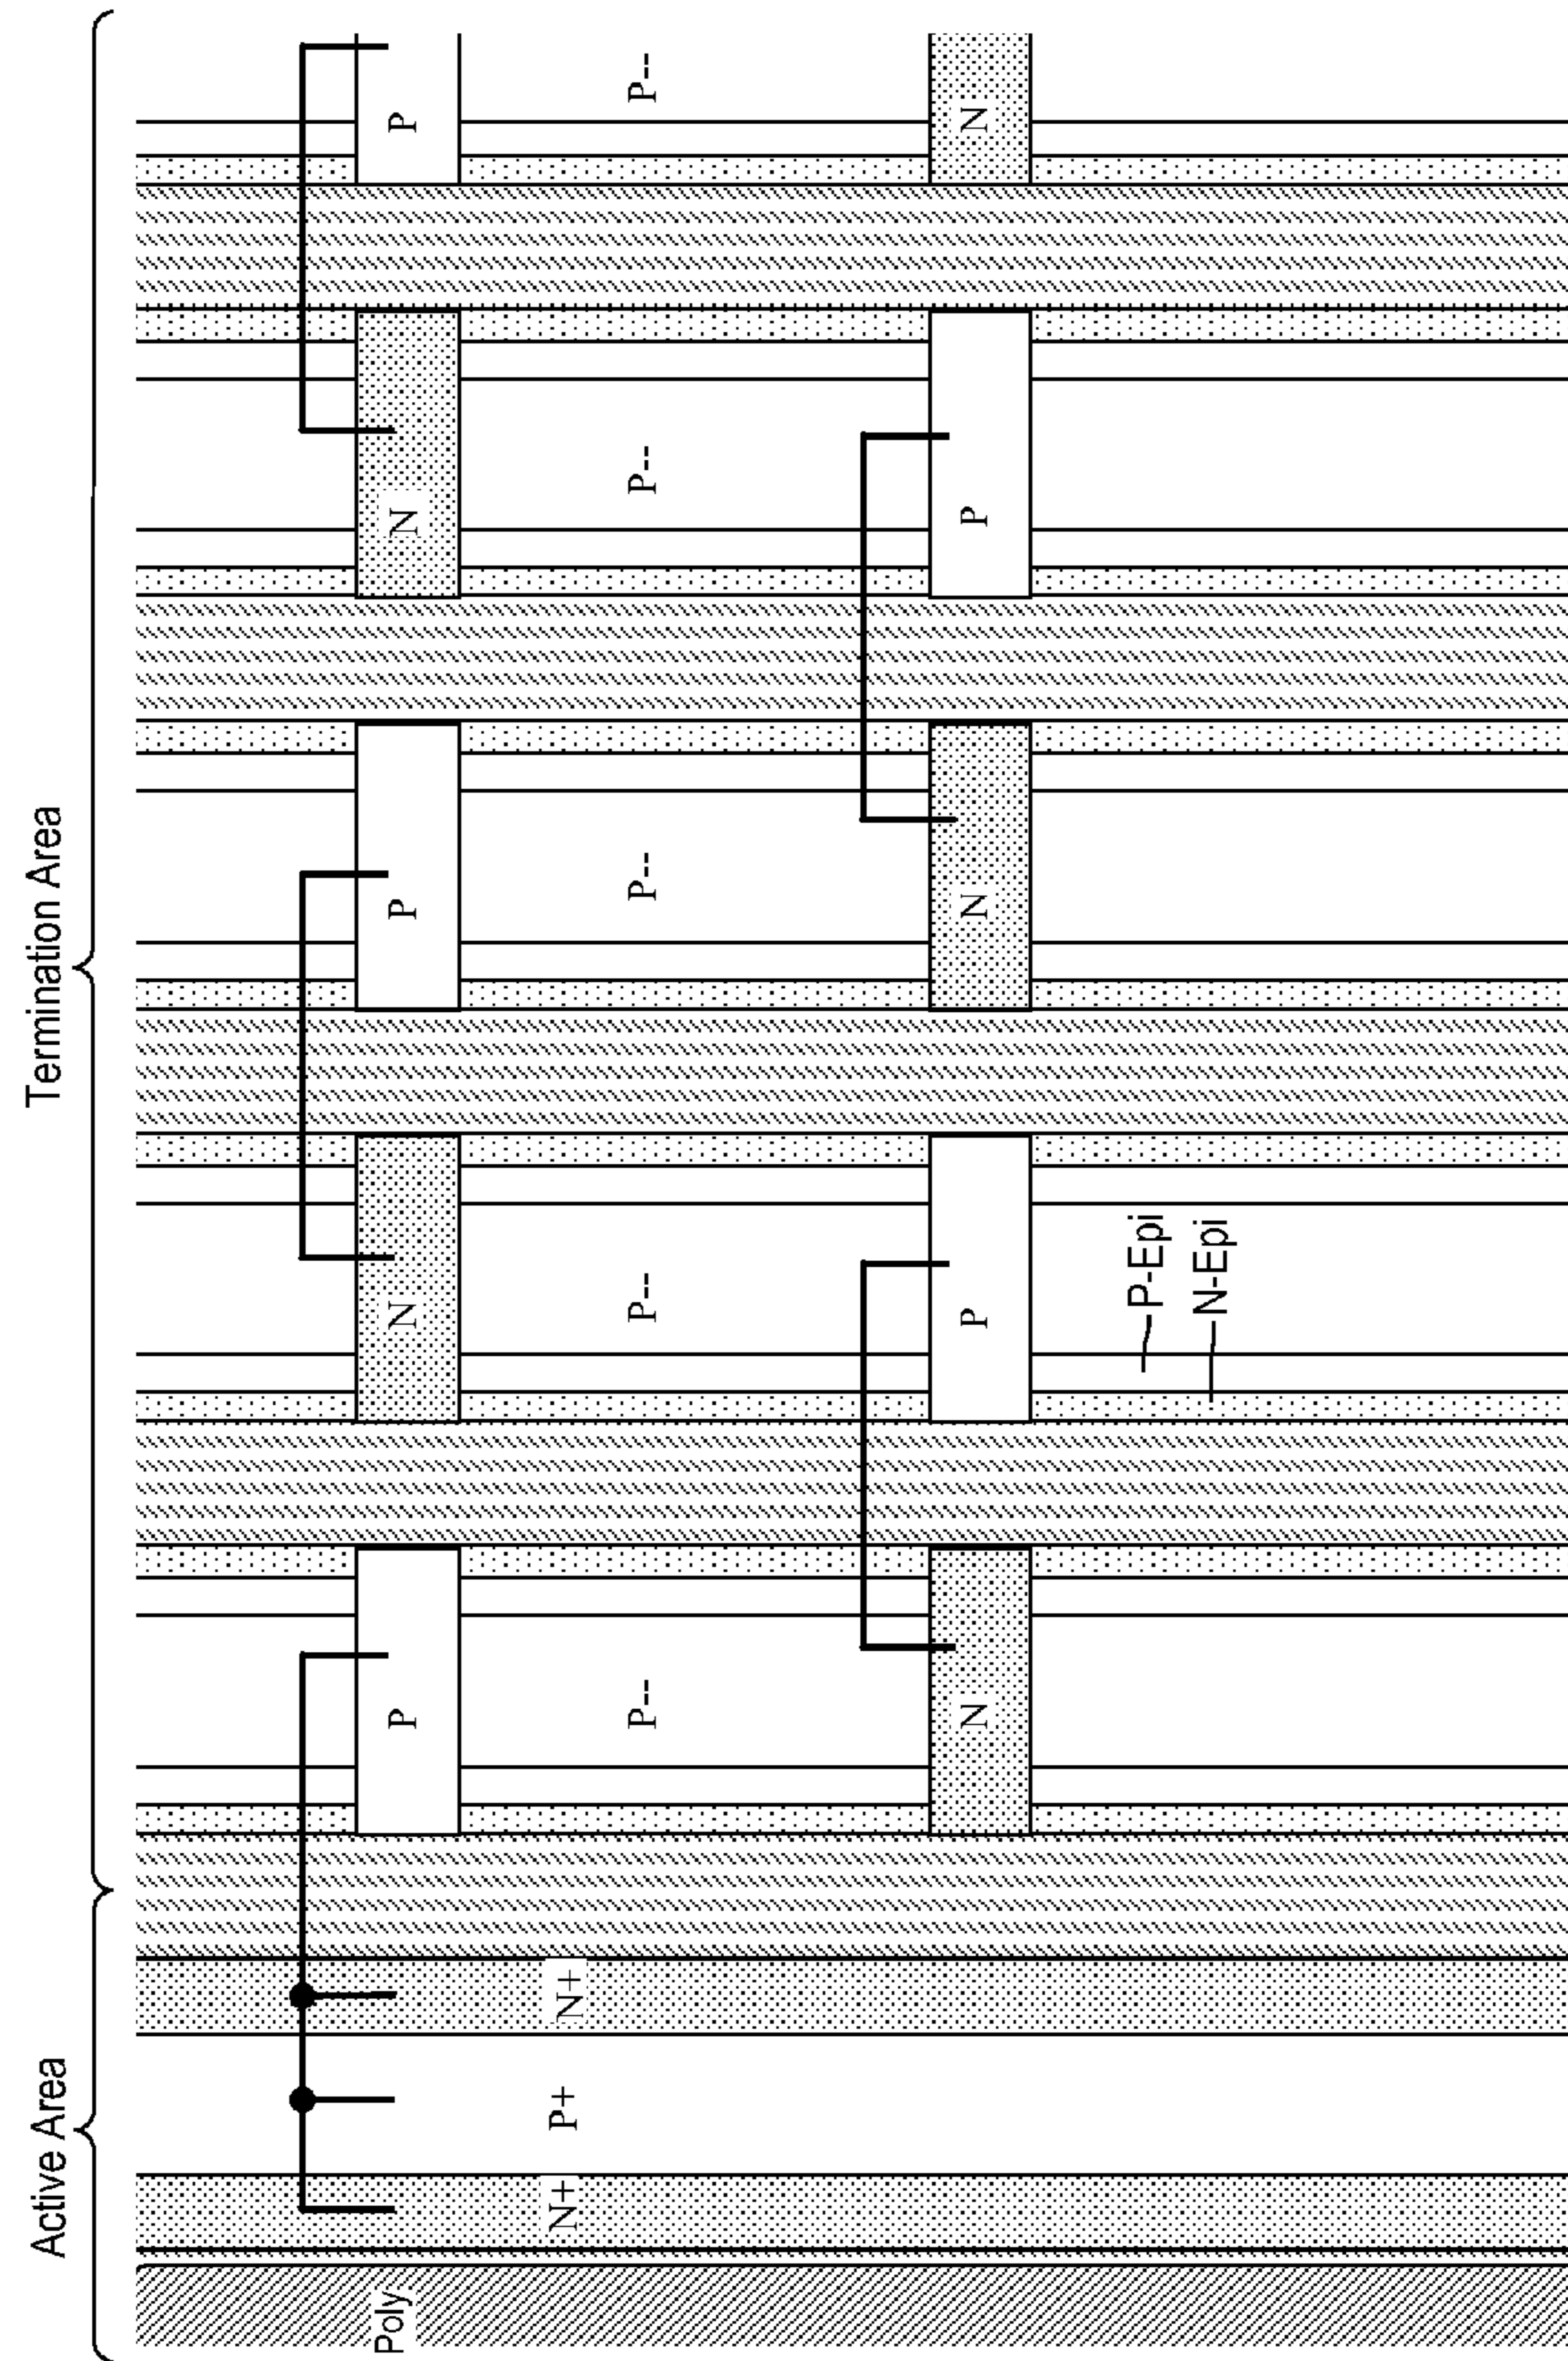 Active Area
Termination Area
Poly
P
N
P
N
P
N+
P+
N+
P--
P--
P--
P--
P--
N
P
N
P
N
P-Epi
N-Epi